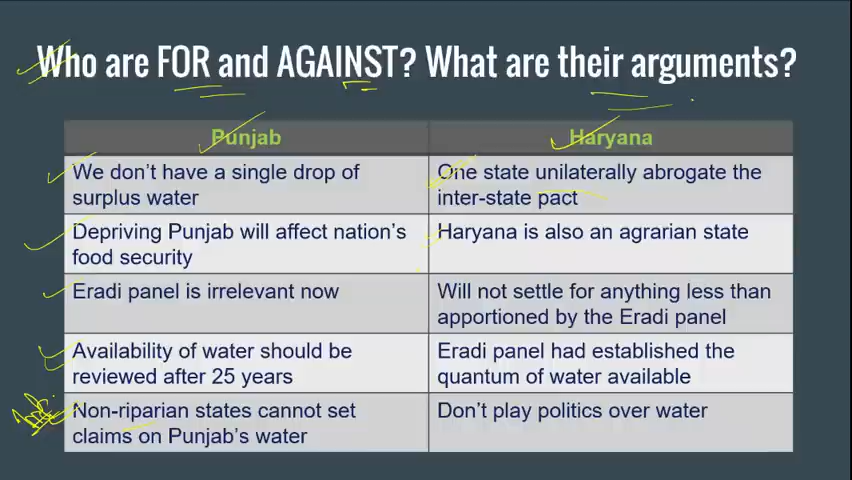 Who are FOR and AGAINST? What are their arguments?
Punjab
Haryana
We don't have a single drop of
surplus water
One state unilaterally abrogate the
inter-state pact
Depriving Punjab will affect nation's
food security
Haryana is also an agrarian state
Eradi panel is irrelevant now
Will not settle for anything less than
apportioned by the Eradi panel
Availability of water should be
reviewed after 25 years
Eradi panel had established the
quantum of water available
Non-riparian states cannot set
claims on Punjab's water
Don't play politics over water